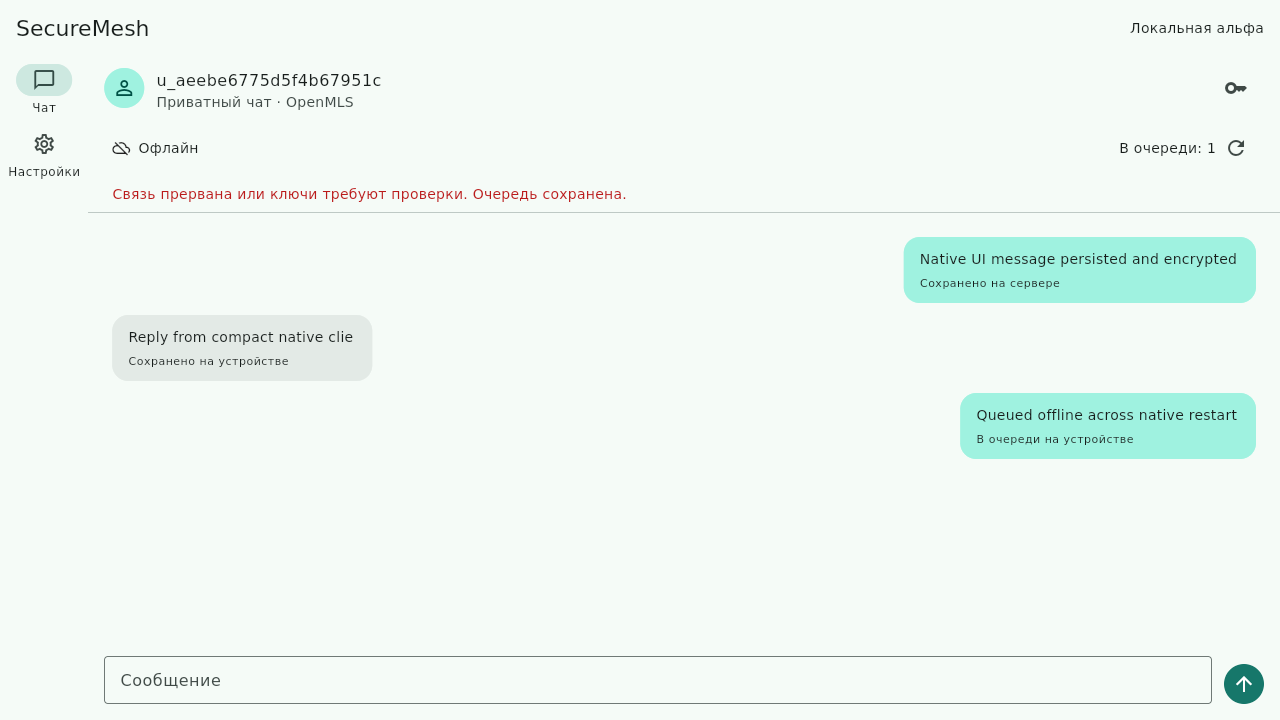 SecureMesh
Локальная альфа
Чат
Настройки
u_aeebe6775d5f4b67951c
Приватный чат · OpenMLS
Офлайн
В очереди: 1
Связь прервана или ключи требуют проверки. Очередь сохранена.
Native UI message persisted and encrypted
Сохранено на сервере
Reply from compact native clie
Сохранено на устройстве
Queued offline across native restart
В очереди на устройстве
Сообщение